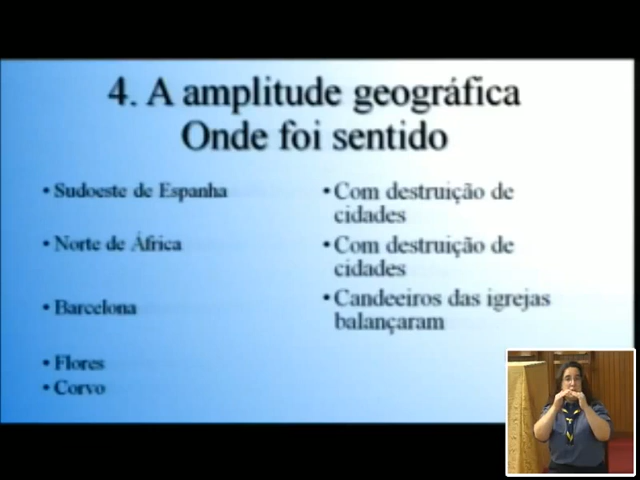 4. A amplitude geográfica
Onde foi sentido
• Sudoeste de Espanha
• Com destruição de
cidades
• Norte de África
• Com destruição de
cidades
• Barcelona
• Candeeiros das igrejas
balançaram
• Flores
• Corvo